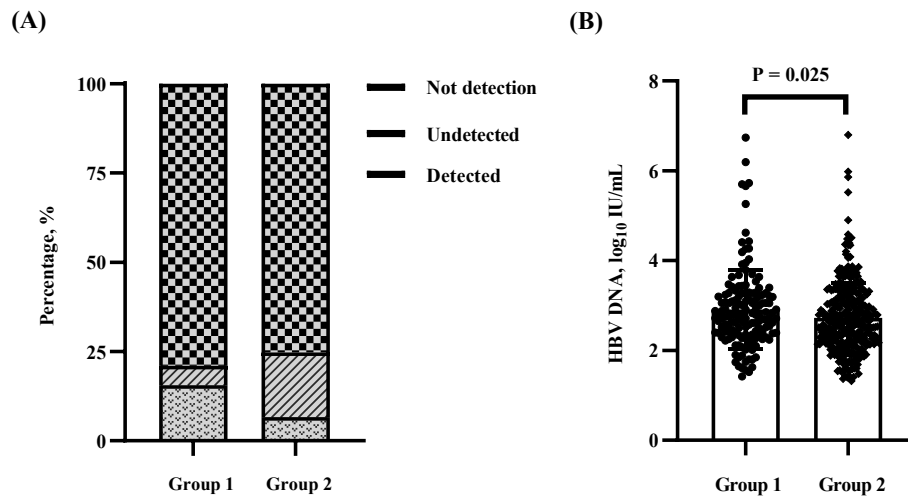 (A)
Percentage, %
100
75
50
25
0
Group 1
Group 2
Not detection
Undetected
Detected
(B)
P = 0.025
HBV DNA, log10 IU/mL
8
6
4
2
0
Group 1
Group 2